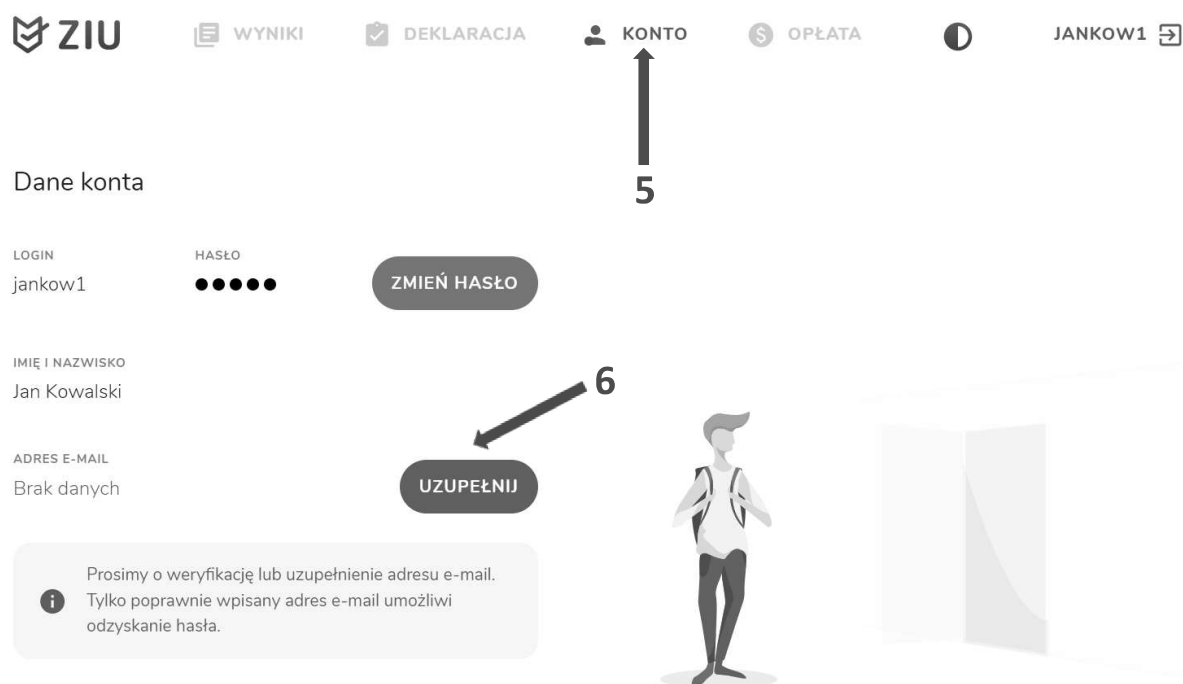 ZIU WYNIKI DEKLARACJA KONTO OPŁATA JANKOW1
5
Dane konta
LOGIN HASŁO
jankow1 ●●●●● ZMIEŃ HASŁO
IMIĘ I NAZWISKO
Jan Kowalski
6
ADRES E-MAIL
Brak danych UZUPEŁNIJ
Prosimy o weryfikację lub uzupełnienie adresu e-mail.
Tylko poprawnie wpisany adres e-mail umożliwi
odzyskanie hasła.